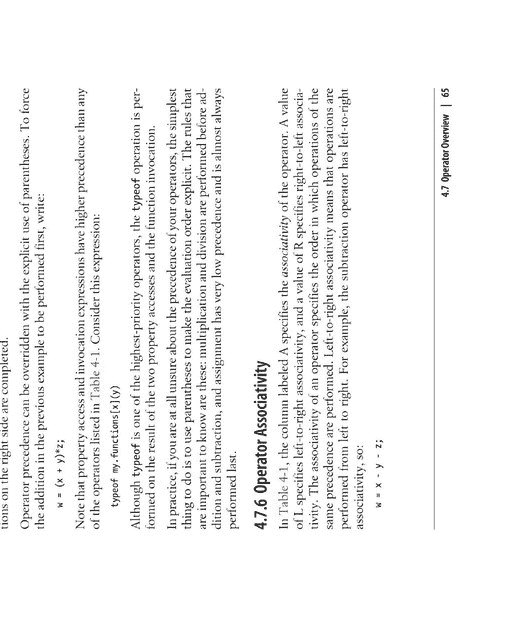 tions on the right side are completed.
Operator precedence can be overridden with the explicit use of parentheses. To force
the addition in the previous example to be performed first, write:
w = (x + y)*z;
Note that property access and invocation expressions have higher precedence than any
of the operators listed in Table 4-1. Consider this expression:
typeof my.functions[x](y)
Although typeof is one of the highest-priority operators, the typeof operation is per-
formed on the result of the two property accesses and the function invocation.
In practice, if you are at all unsure about the precedence of your operators, the simplest
thing to do is to use parentheses to make the evaluation order explicit. The rules that
are important to know are these: multiplication and division are performed before ad-
dition and subtraction, and assignment has very low precedence and is almost always
performed last.
4.7.6 Operator Associativity
In Table 4-1, the column labeled A specifies the associativity of the operator. A value
of L specifies left-to-right associativity, and a value of R specifies right-to-left associa-
tivity. The associativity of an operator specifies the order in which operations of the
same precedence are performed. Left-to-right associativity means that operations are
performed from left to right. For example, the subtraction operator has left-to-right
associativity, so:
w = x - y - z;
4.7 Operator Overview | 65